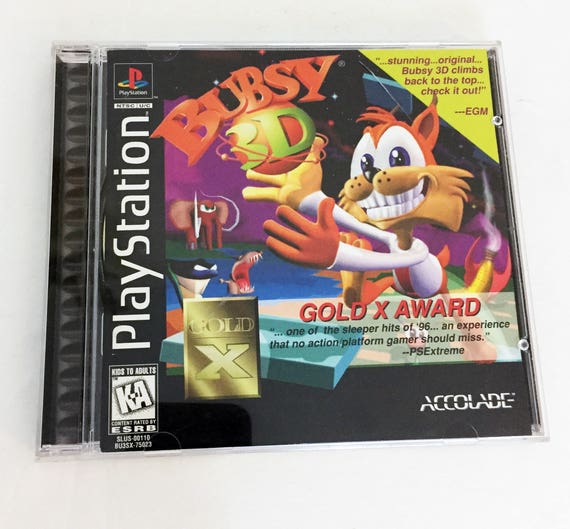 PlayStation
NTSC U/C
PlayStation
BUBSY®
3D
"...stunning...original...
Bubsy 3D climbs
back to the top...
check it out!"
---EGM
GOLD
X
GOLD X AWARD
"... one of the sleeper hits of '96... an experience
that no action/platform gamer should miss."
--PSExtreme
KIDS TO ADULTS
K-A
CONTENT RATED BY
ESRB
SLUS-00110
BU3SX-75023
ACCOLADE™